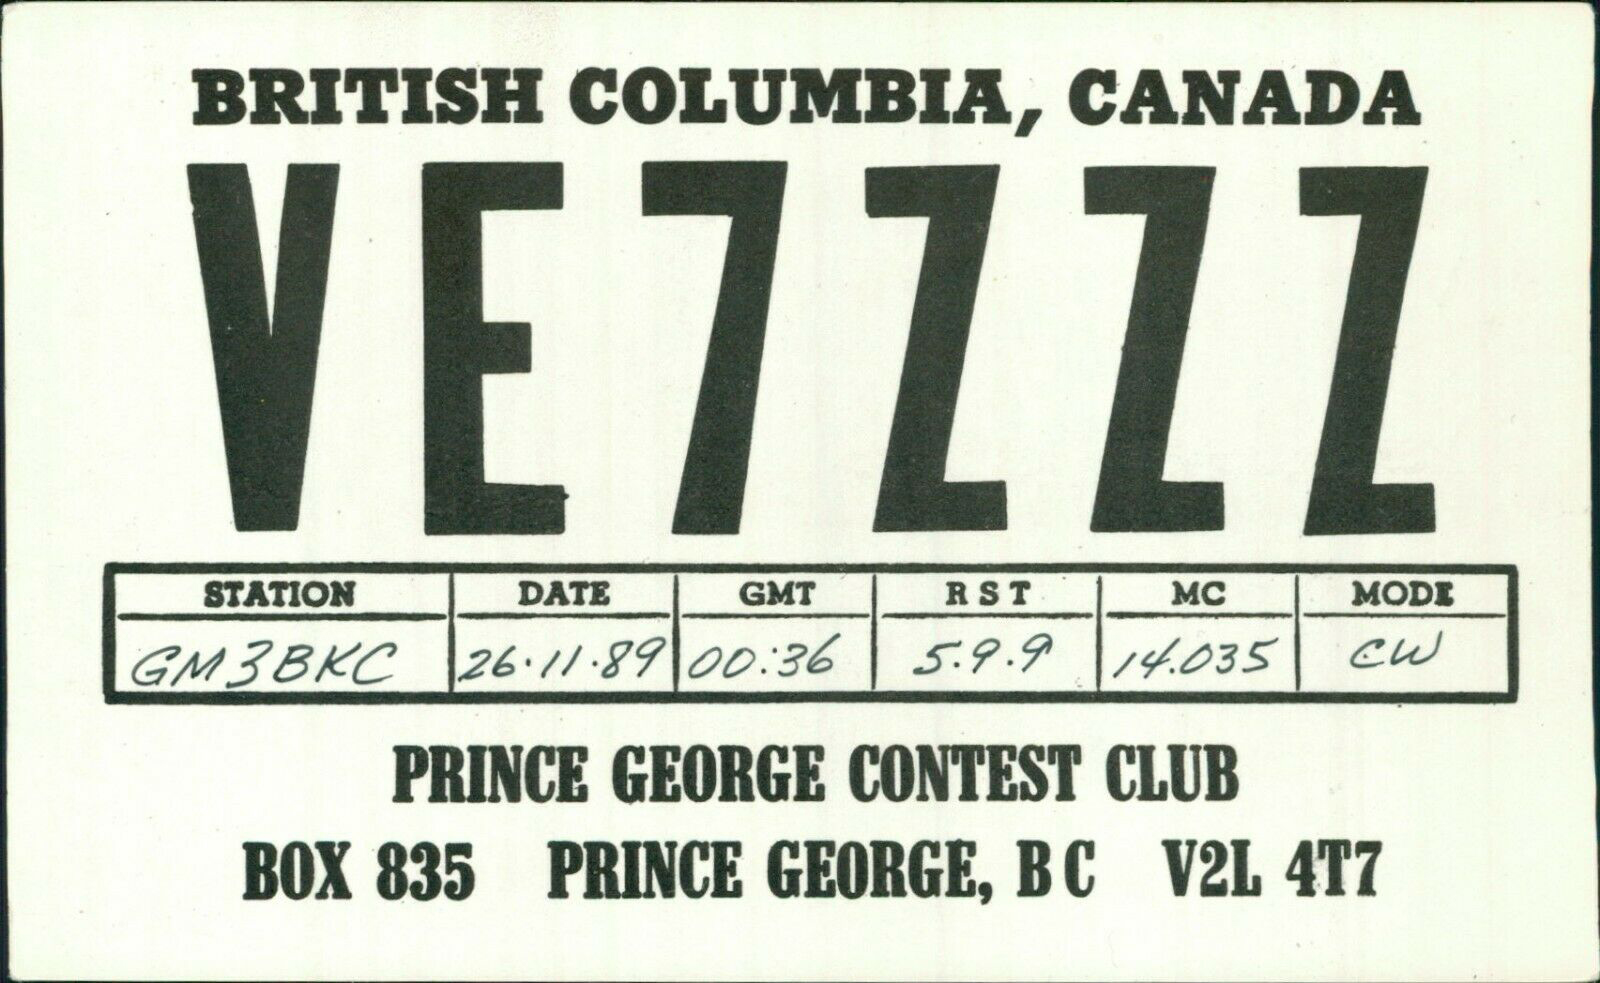 BRITISH COLUMBIA, CANADA
VE7ZZZ
STATION DATE GMT RST MC MODE
GM3BKC 26.11.89 00:36 5.9.9 14.035 CW
PRINCE GEORGE CONTEST CLUB
BOX 835 PRINCE GEORGE, BC V2L 4T7